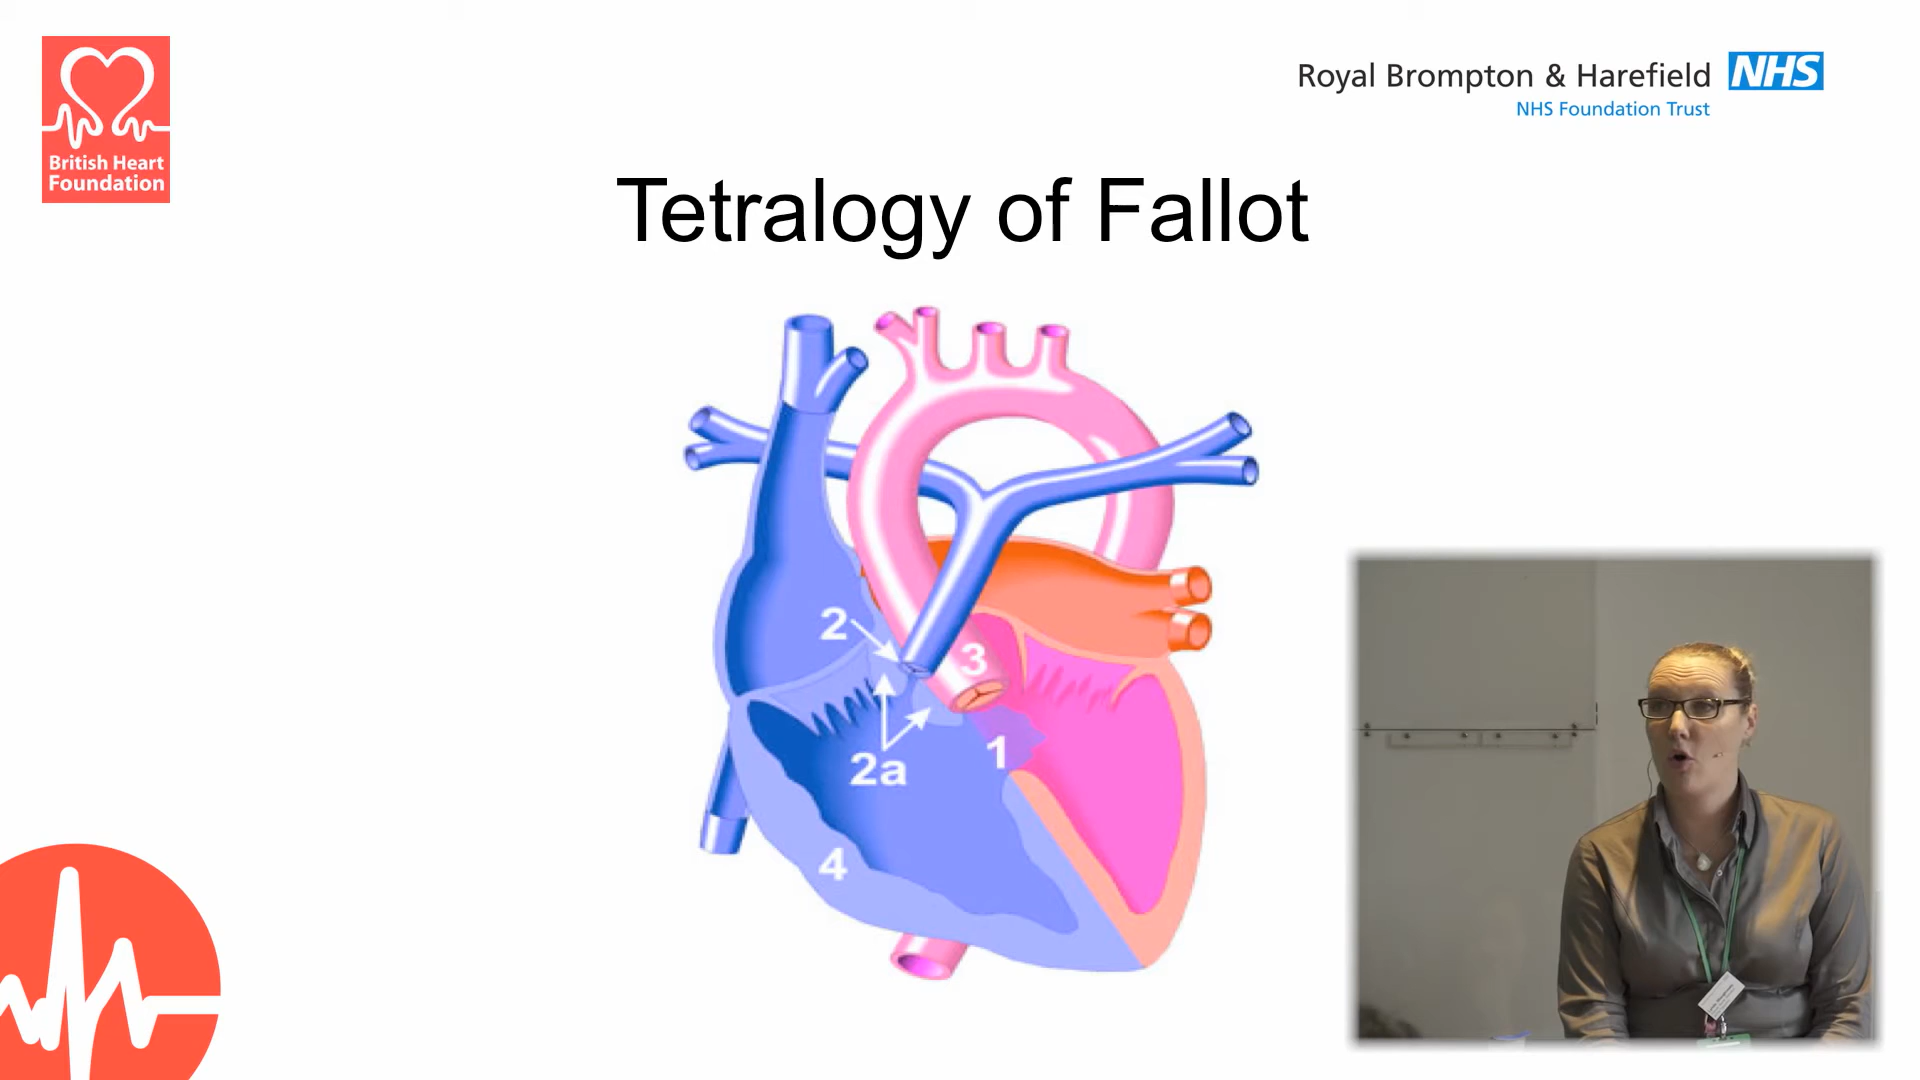 British Heart
Foundation
Royal Brompton & Harefield NHS
NHS Foundation Trust
Tetralogy of Fallot
2
3
2a
1
4